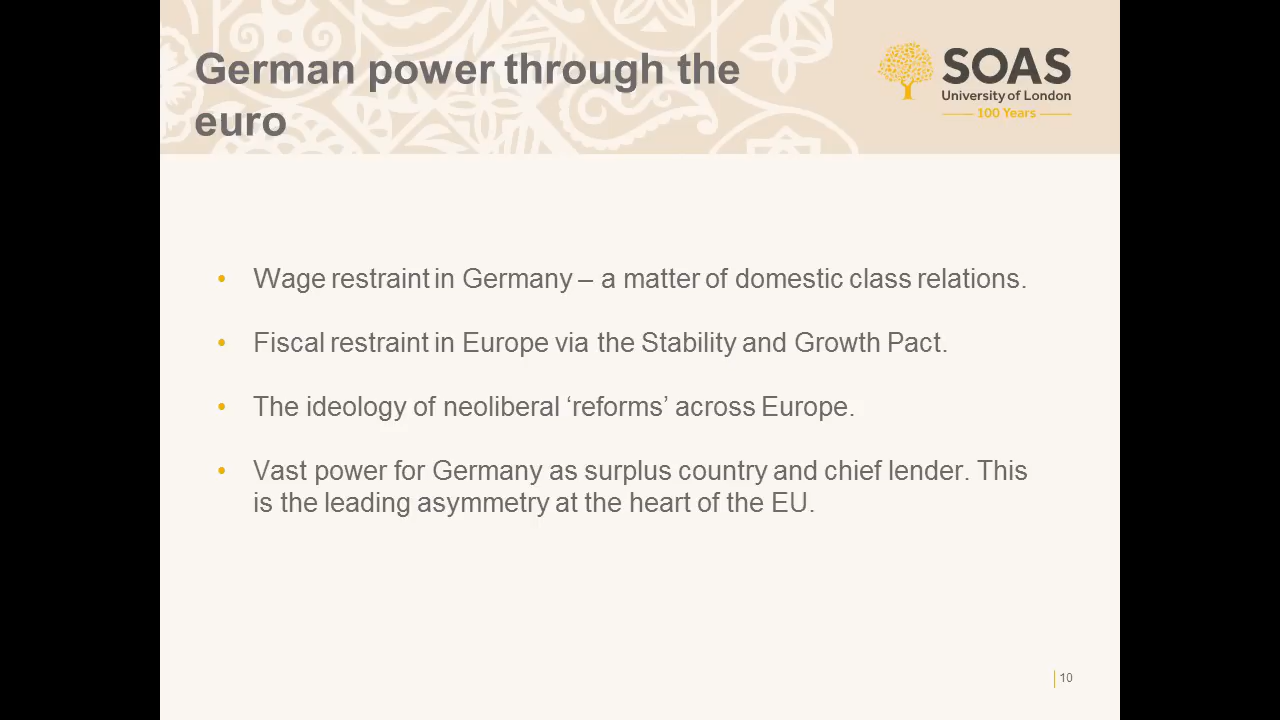 German power through the
euro
SOAS
University of London
100 Years
• Wage restraint in Germany – a matter of domestic class relations.
• Fiscal restraint in Europe via the Stability and Growth Pact.
• The ideology of neoliberal ‘reforms’ across Europe.
• Vast power for Germany as surplus country and chief lender. This
is the leading asymmetry at the heart of the EU.
10